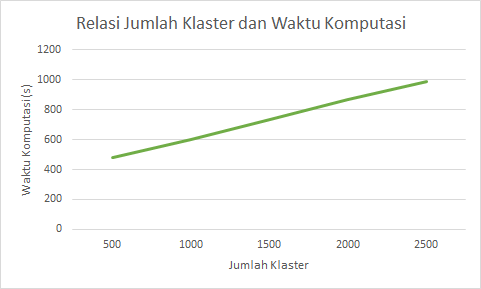 Relasi Jumlah Klaster dan Waktu Komputasi
1200
1000
800
600
400
200
0
Waktu Komputasi(s)
500 1000 1500 2000 2500
Jumlah Klaster